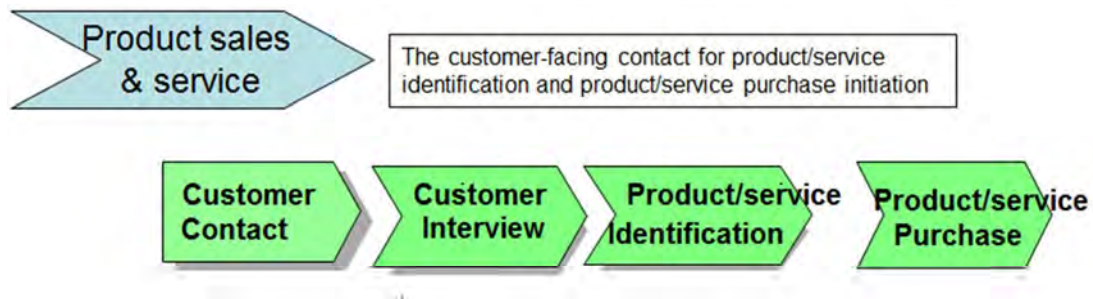 Product sales
& service
The customer-facing contact for product/service
identification and product/service purchase initiation
Customer
Contact
Customer
Interview
Product/service
Identification
Product/service
Purchase